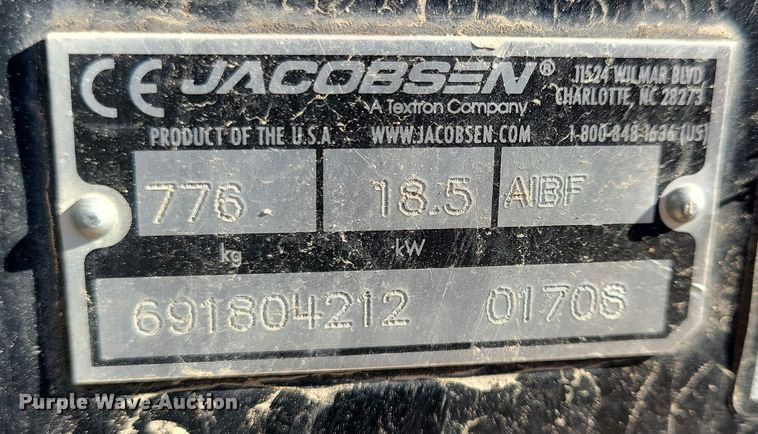 CE JACOBSEN® 11524 WILMAR BLVD
A Textron Company CHARLOTTE, NC 28273
PRODUCT OF THE U.S.A. WWW.JACOBSEN.COM 1-800-848-1636 (US)
776 18.5 AIBF
kg kW
691804212 01708
Purple Wave Auction